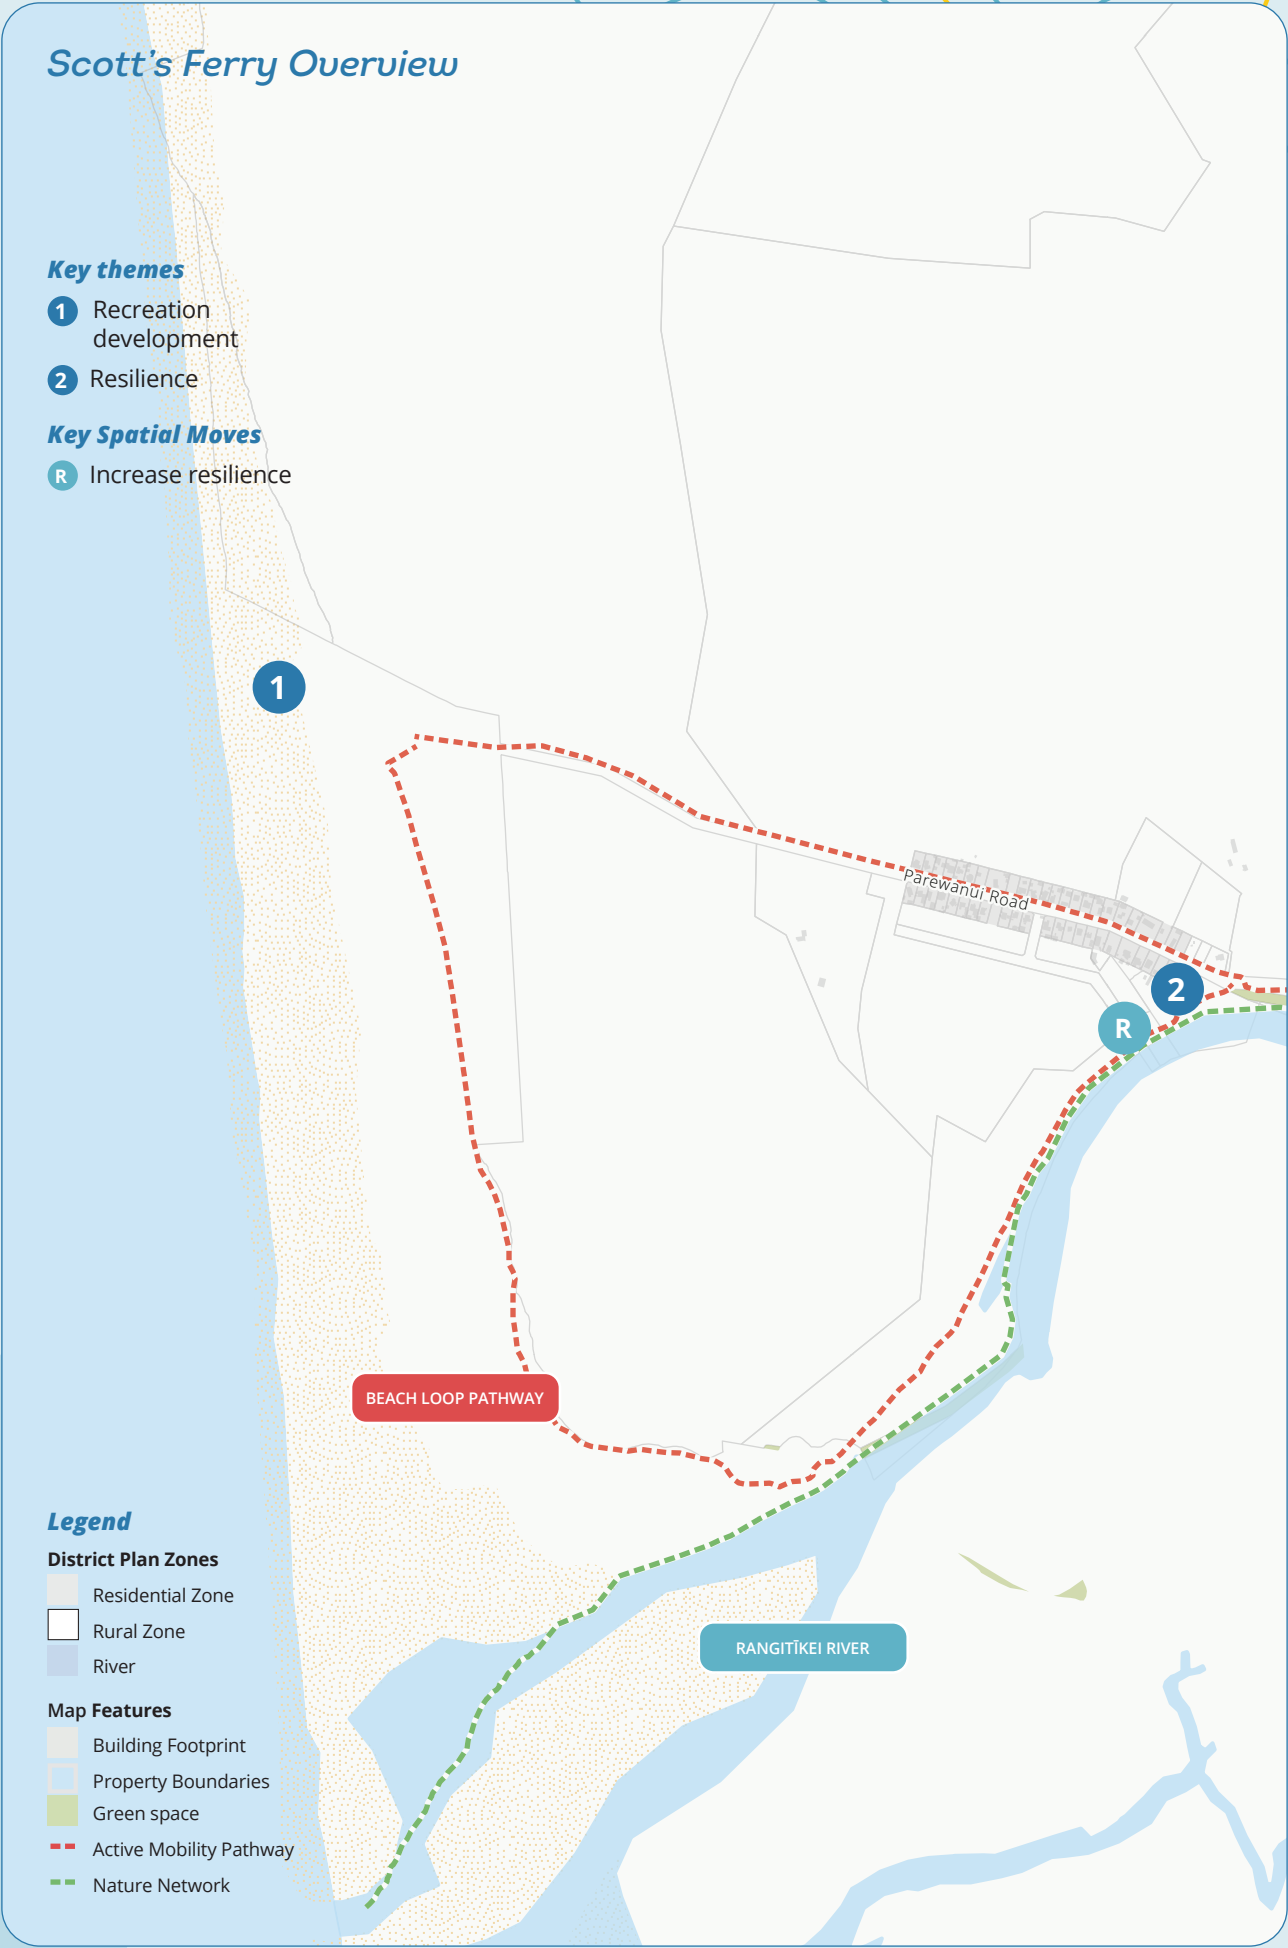 Scott's Ferry Overview
Key themes
1 Recreation
development
2 Resilience
Key Spatial Moves
R Increase resilience
1
Parewanui Road
2
R
BEACH LOOP PATHWAY
RANGITĪKEI RIVER
Legend
District Plan Zones
Residential Zone
Rural Zone
River
Map Features
Building Footprint
Property Boundaries
Green space
Active Mobility Pathway
Nature Network